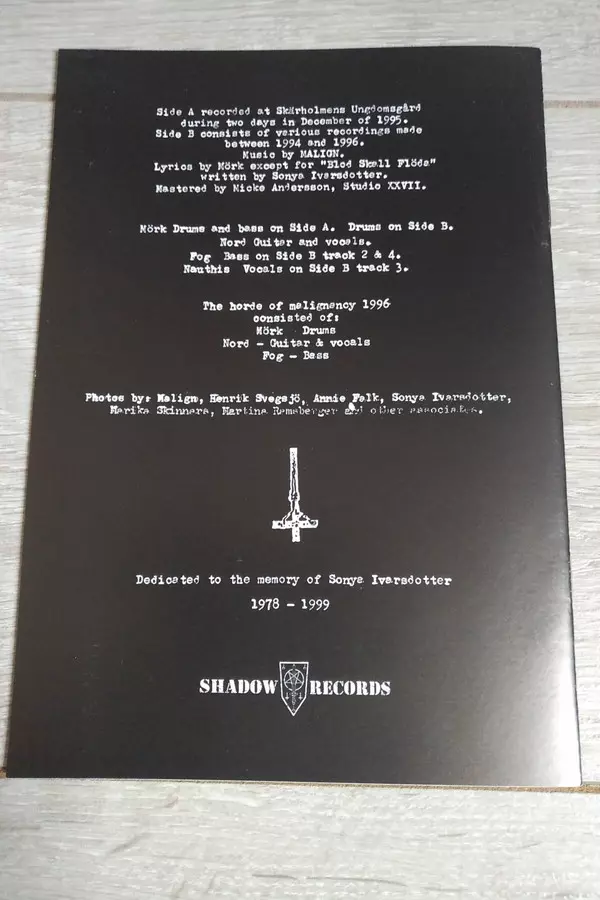 Side A recorded at Skärholmens Ungdomsgård
during two days in December of 1995.
Side B consists of various recordings made
between 1994 and 1996.
Music by MALIGN.
Lyrics by Mörk except for "Blod Skall Flöda"
written by Sonya Ivarsdotter.
Mastered by Micke Andersson, Studio XXVII.
Mörk Drums and bass on Side A. Drums on Side B.
Nord Guitar and vocals.
Fog Bass on Side B track 2 & 4.
Nauthis Vocals on Side B track 3.
The horde of malignancy 1996
consisted of:
Mörk - Drums
Nord - Guitar & vocals
Fog - Bass
Photos by: Malign, Henrik Svegsjö, Annie Falk, Sonya Ivarsdotter,
Marika Skinnars, Martina Ramsberger and other associates.
Dedicated to the memory of Sonya Ivarsdotter
1978 - 1999
SHADOW RECORDS